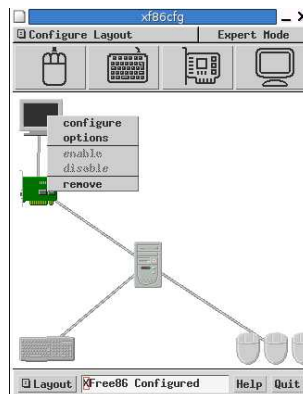 xf86cfg
Configure Layout
Expert Mode
configure
options
enable
disable
remove
Layout
XFree86 Configured
Help
Quit